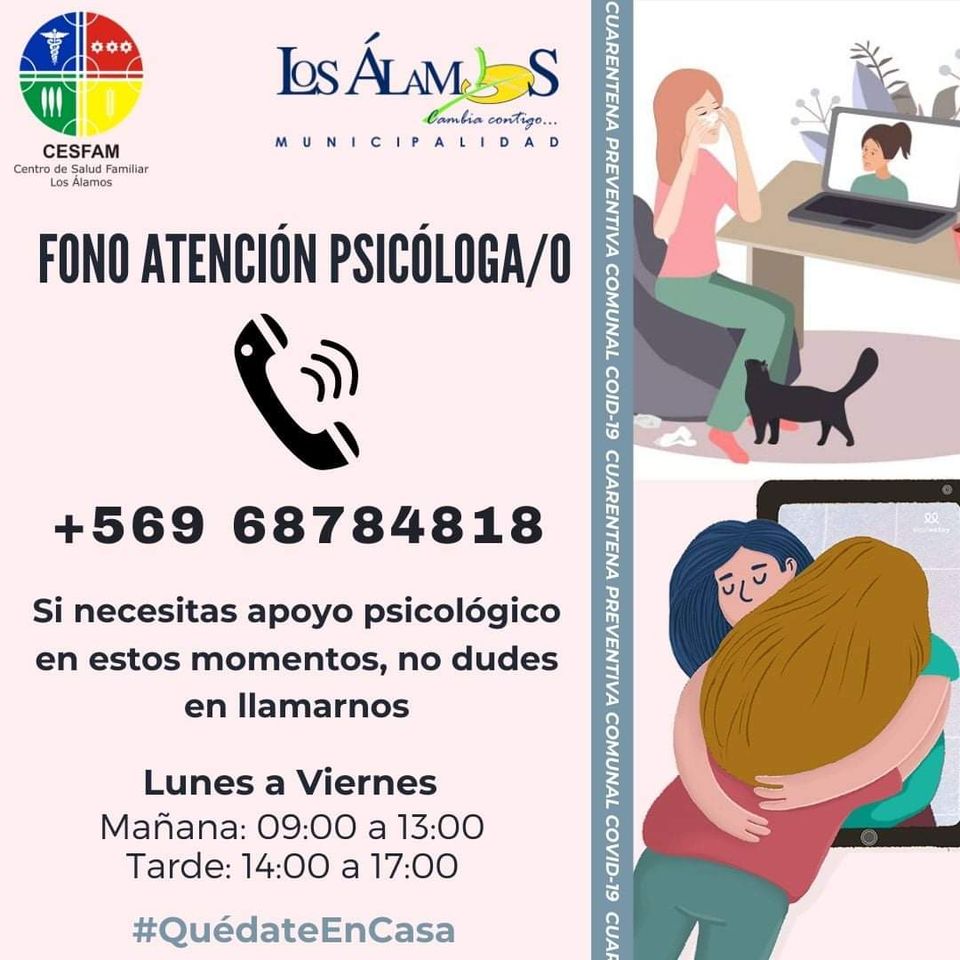 CESFAM
Centro de Salud Familiar
Los Álamos
LOS ÁLAMOS
Cambia contigo...
MUNICIPALIDAD
FONO ATENCIÓN PSICÓLOGA/O
+569 68784818
Si necesitas apoyo psicológico
en estos momentos, no dudes
en llamarnos
Lunes a Viernes
Mañana: 09:00 a 13:00
Tarde: 14:00 a 17:00
#QuédateEnCasa
CUARENTENA PREVENTIVA COMUNAL COID-19 CUARENTENA PREVENTIVA COMUNAL COVID-19 CUAR